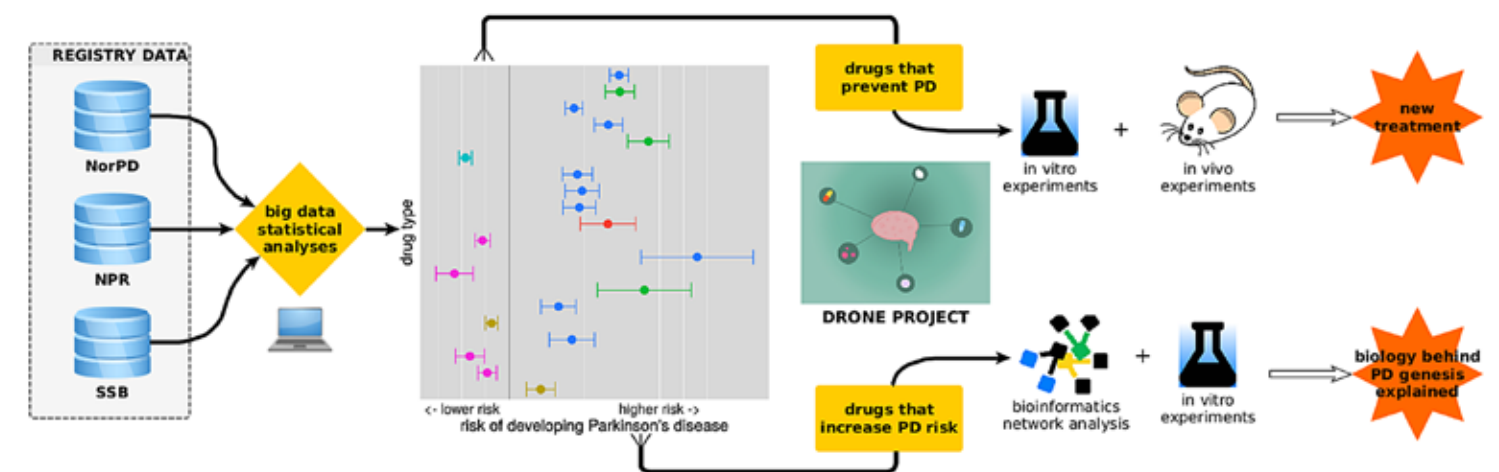 REGISTRY DATA
NorPD
NPR
SSB
big data
statistical
analyses
drug type
<- lower risk
higher risk ->
risk of developing Parkinson's disease
drugs that
prevent PD
in vitro
experiments
+
in vivo
experiments
new
treatment
DRONE PROJECT
drugs that
increase PD risk
bioinformatics
network analysis
+
in vitro
experiments
biology behind
PD genesis
explained